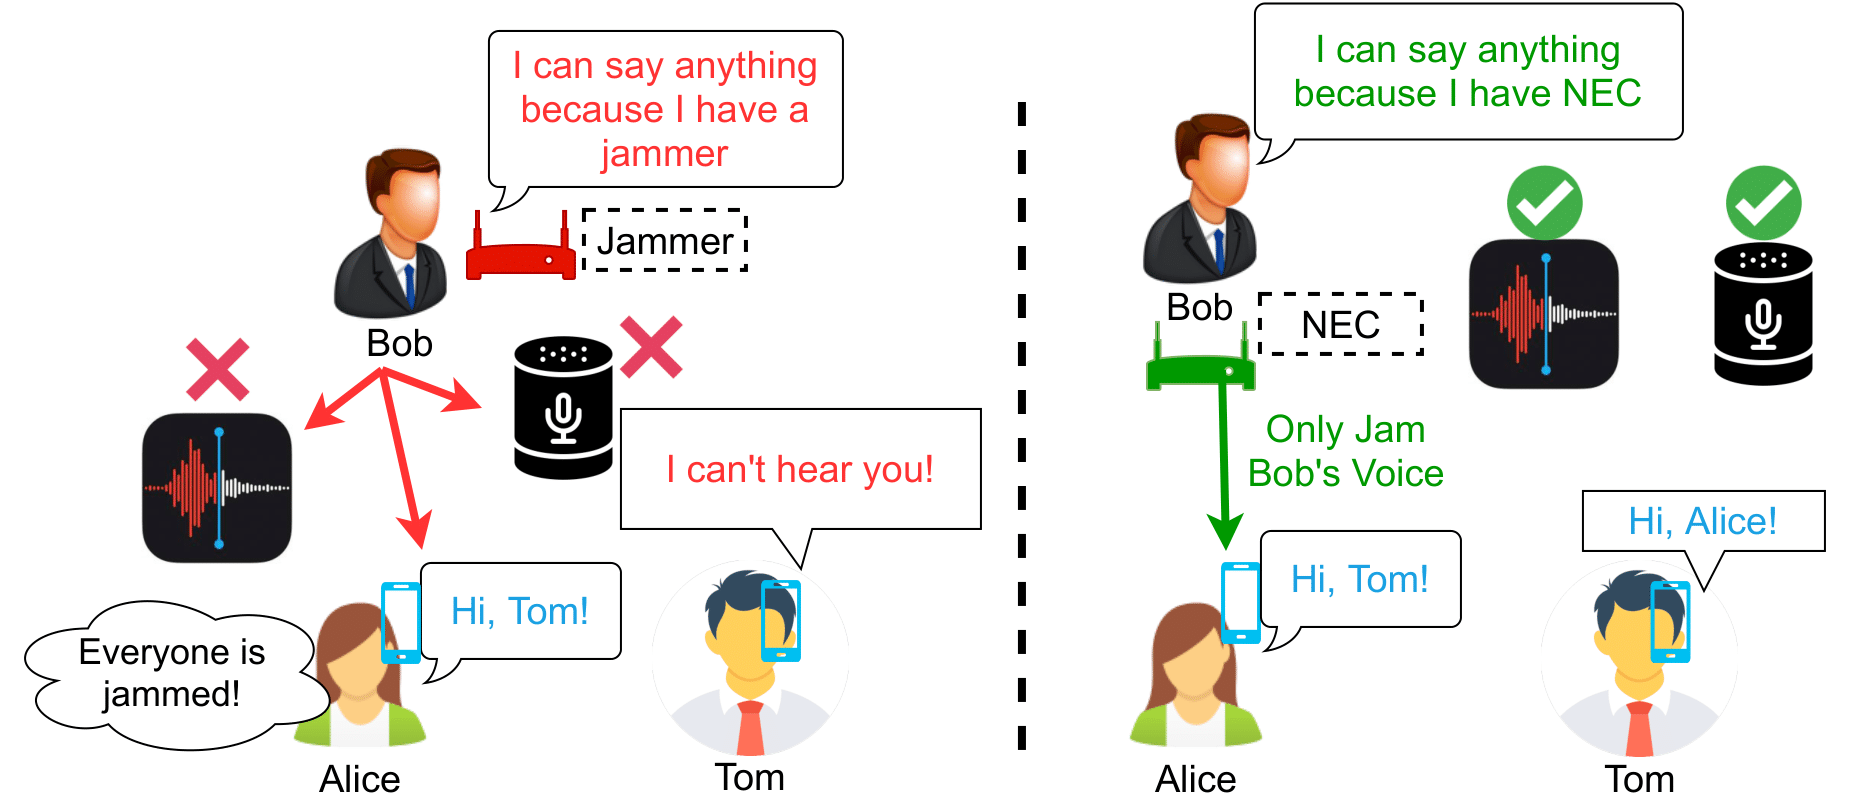 I can say anything
because I have a
jammer
Jammer
Bob
I can't hear you!
Hi, Tom!
Everyone is
jammed!
Alice
Tom
I can say anything
because I have NEC
Bob
NEC
Only Jam
Bob's Voice
Hi, Alice!
Hi, Tom!
Alice
Tom